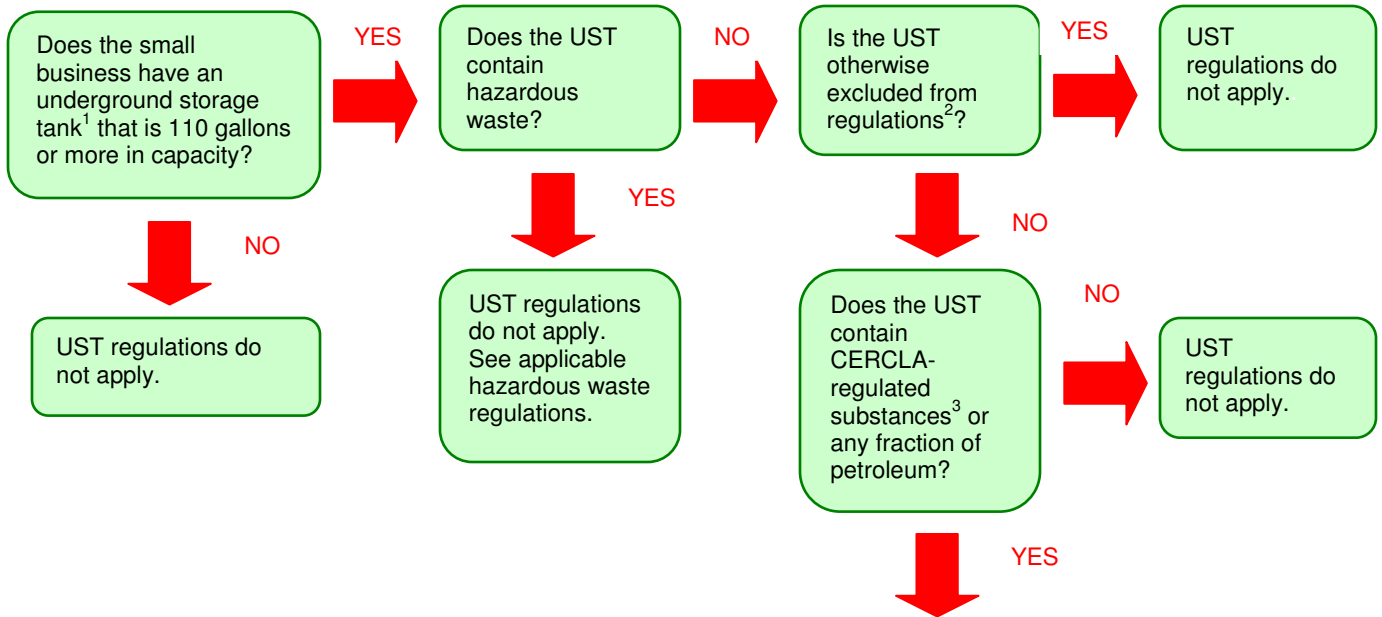 Does the small
business have an
underground storage
tank1 that is 110 gallons
or more in capacity?
YES
Does the UST
contain
hazardous
waste?
NO
Is the UST
otherwise
excluded from
regulations2?
YES
UST
regulations do
not apply.
NO
UST regulations do
not apply.
YES
UST regulations
do not apply.
See applicable
hazardous waste
regulations.
NO
Does the UST
contain
CERCLA-
regulated
substances3 or
any fraction of
petroleum?
NO
UST
regulations do
not apply.
YES